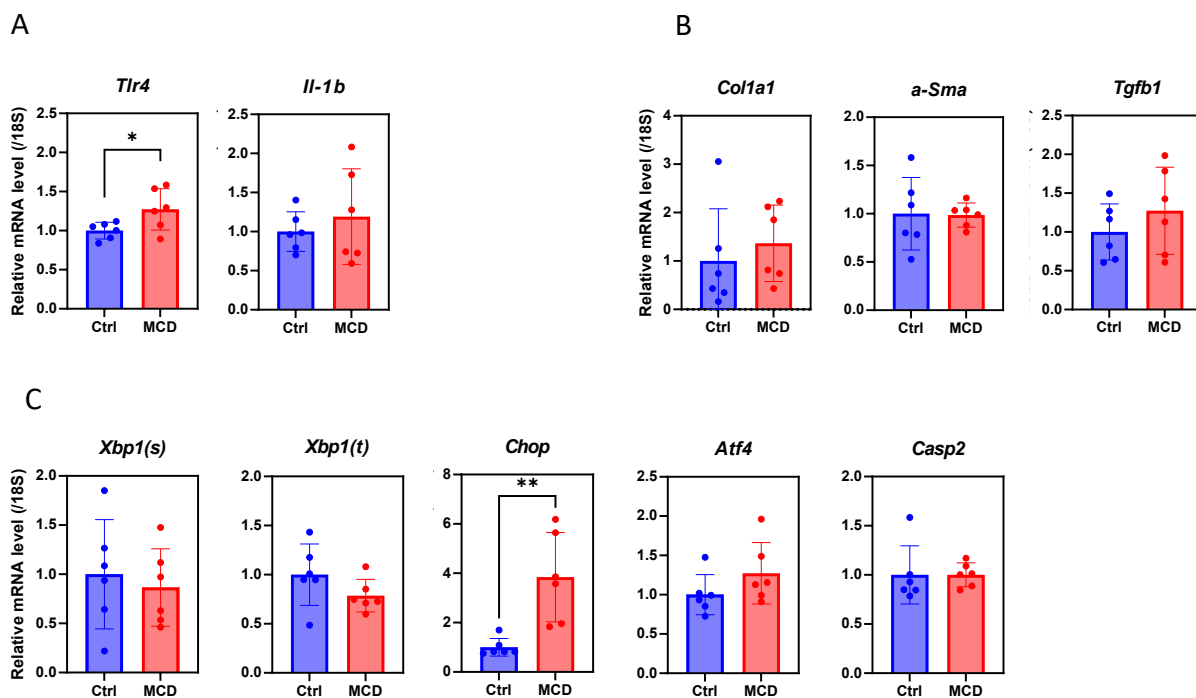 A
B
Tlr4
Il-1b
Col1a1
a-Sma
Tgfb1
Relative mRNA level (/18S)
2.5
2.0
1.5
1.0
0.5
0.0
*
Ctrl
MCD
2.5
2.0
1.5
1.0
0.5
0.0
Ctrl
MCD
Relative mRNA level (/18S)
4
3
2
1
0
Ctrl
MCD
2.0
1.5
1.0
0.5
0.0
Ctrl
MCD
2.5
2.0
1.5
1.0
0.5
0.0
Ctrl
MCD
C
Xbp1(s)
Xbp1(t)
Chop
Atf4
Casp2
Relative mRNA level (/18S)
2.0
1.5
1.0
0.5
0.0
Ctrl
MCD
2.0
1.5
1.0
0.5
0.0
Ctrl
MCD
8
6
4
2
0
**
Ctrl
MCD
2.5
2.0
1.5
1.0
0.5
0.0
Ctrl
MCD
2.0
1.5
1.0
0.5
0.0
Ctrl
MCD